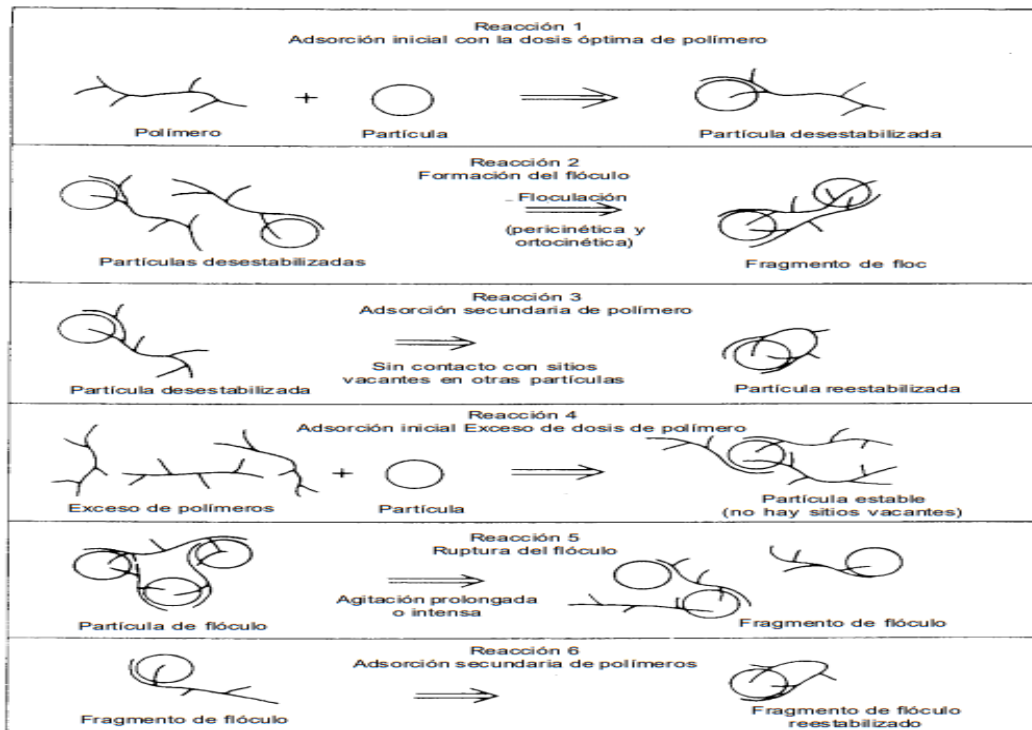 Reacción 1
Adsorción inicial con la dosis óptima de polímero
+
Polímero
Partícula
Partícula desestabilizada
Reacción 2
Formación del flóculo
Floculación
(pericinética y
ortocinética)
Partículas desestabilizadas
Fragmento de floc
Reacción 3
Adsorción secundaria de polímero
Sin contacto con sitios
vacantes en otras partículas
Partícula desestabilizada
Partícula reestabilizada
Reacción 4
Adsorción inicial Exceso de dosis de polímero
+
Exceso de polímeros
Partícula
Partícula estable
(no hay sitios vacantes)
Reacción 5
Ruptura del flóculo
Agitación prolongada
o intensa
Partícula de flóculo
Fragmento de flóculo
Reacción 6
Adsorción secundaria de polímeros
Fragmento de flóculo
Fragmento de flóculo
reestabilizado